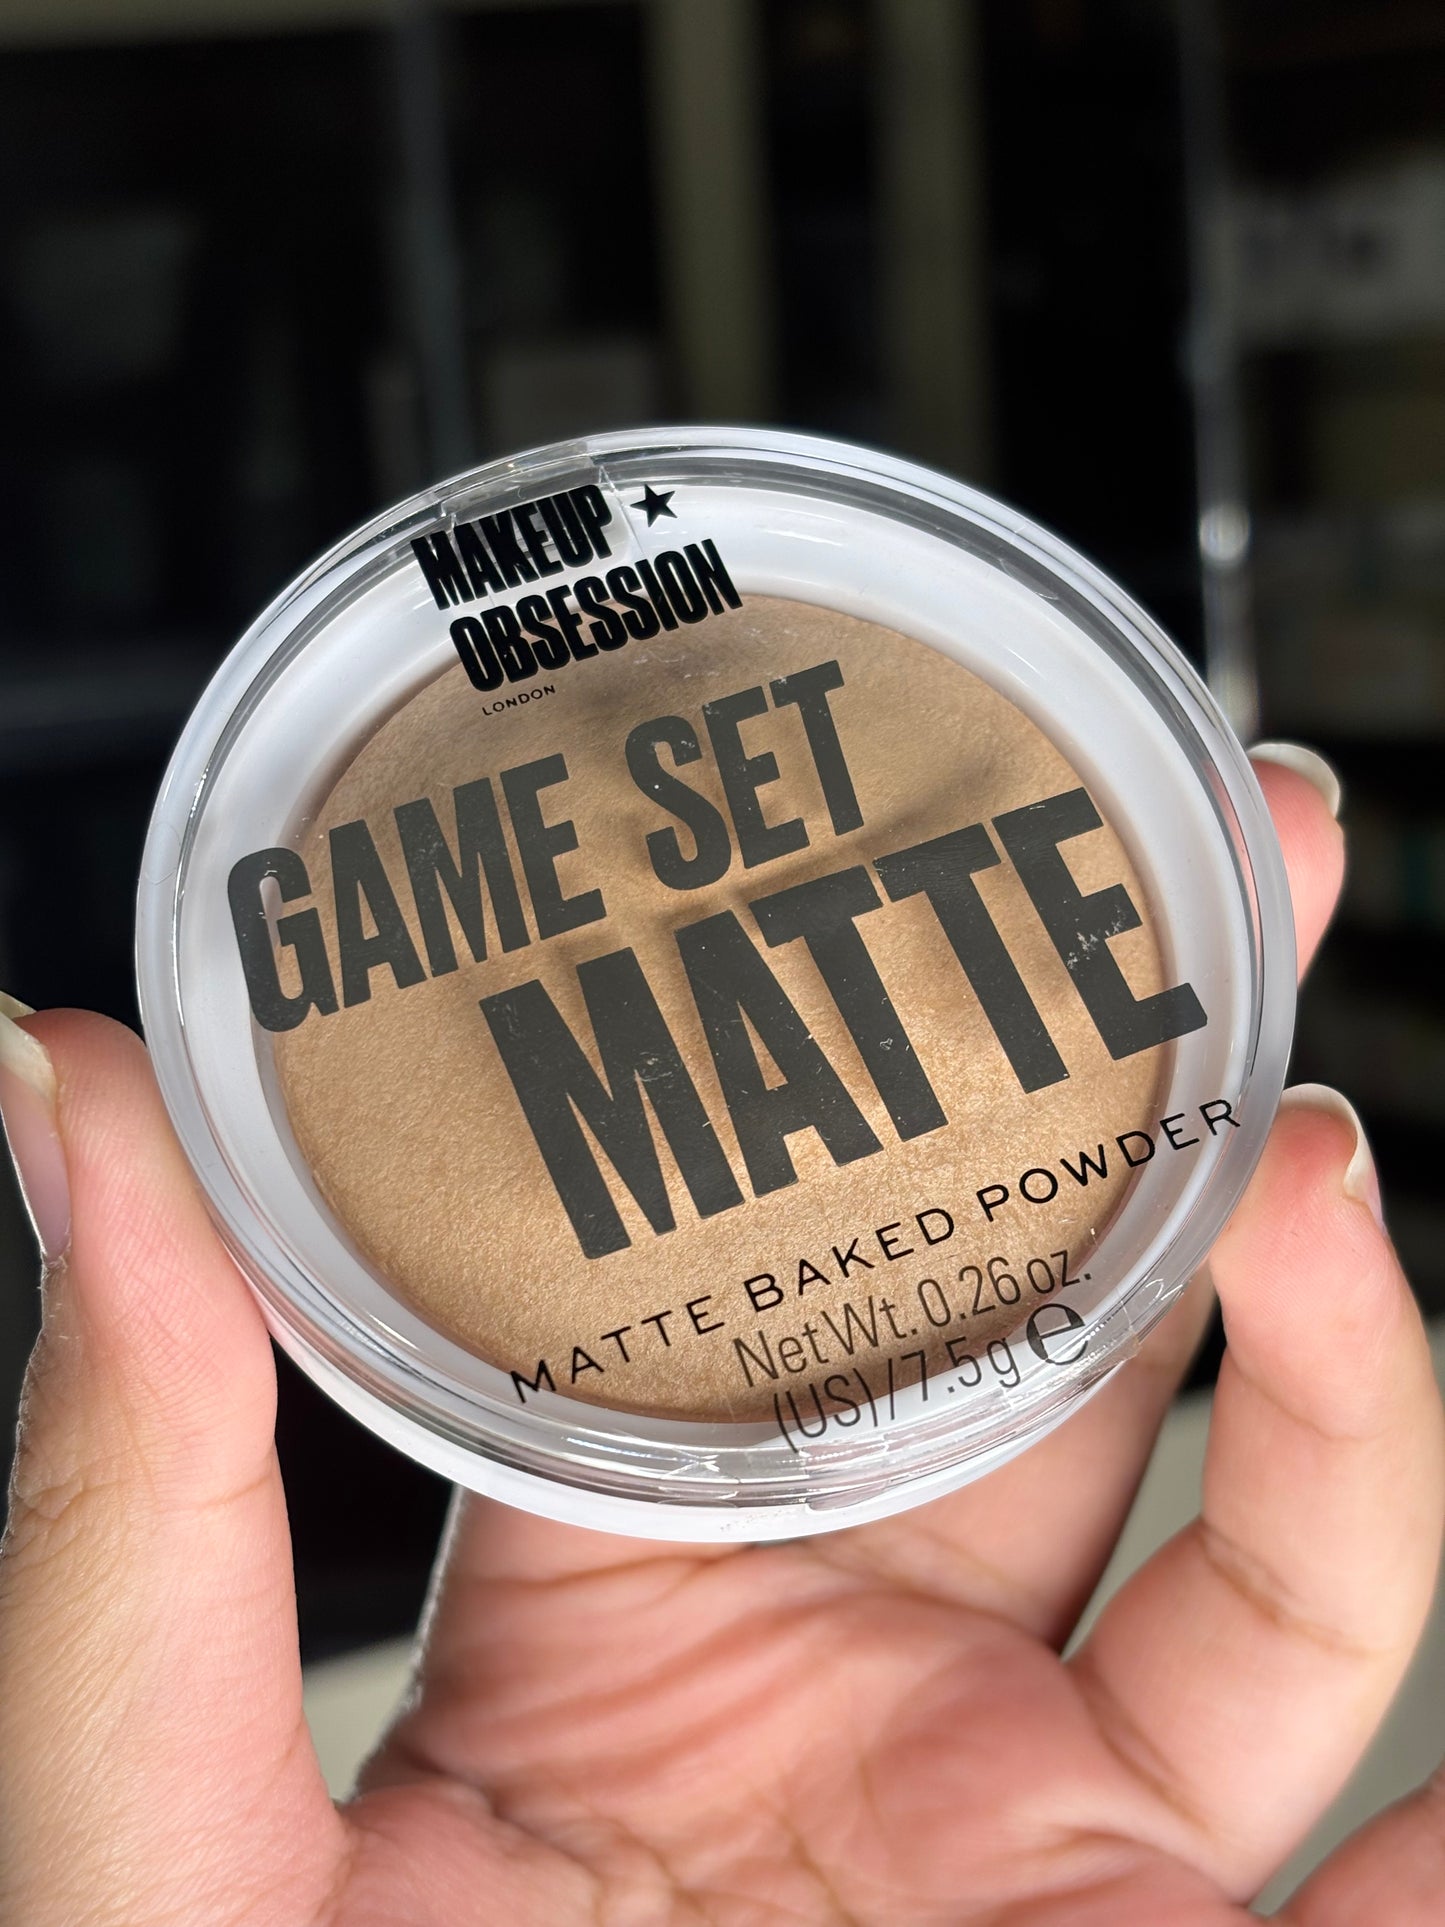 MAKEUP ★
OBSESSION
LONDON
GAME SET
MATTE
MATTE BAKED POWDER
Net Wt. 0.26 oz.
(US)/7.5g ℮